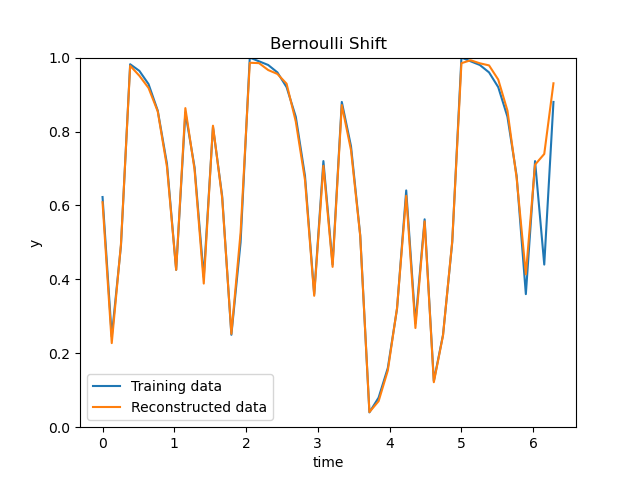 Bernoulli Shift
1.0
0.8
0.6
0.4
0.2
0.0
y
Training data
Reconstructed data
0 1 2 3 4 5 6
time